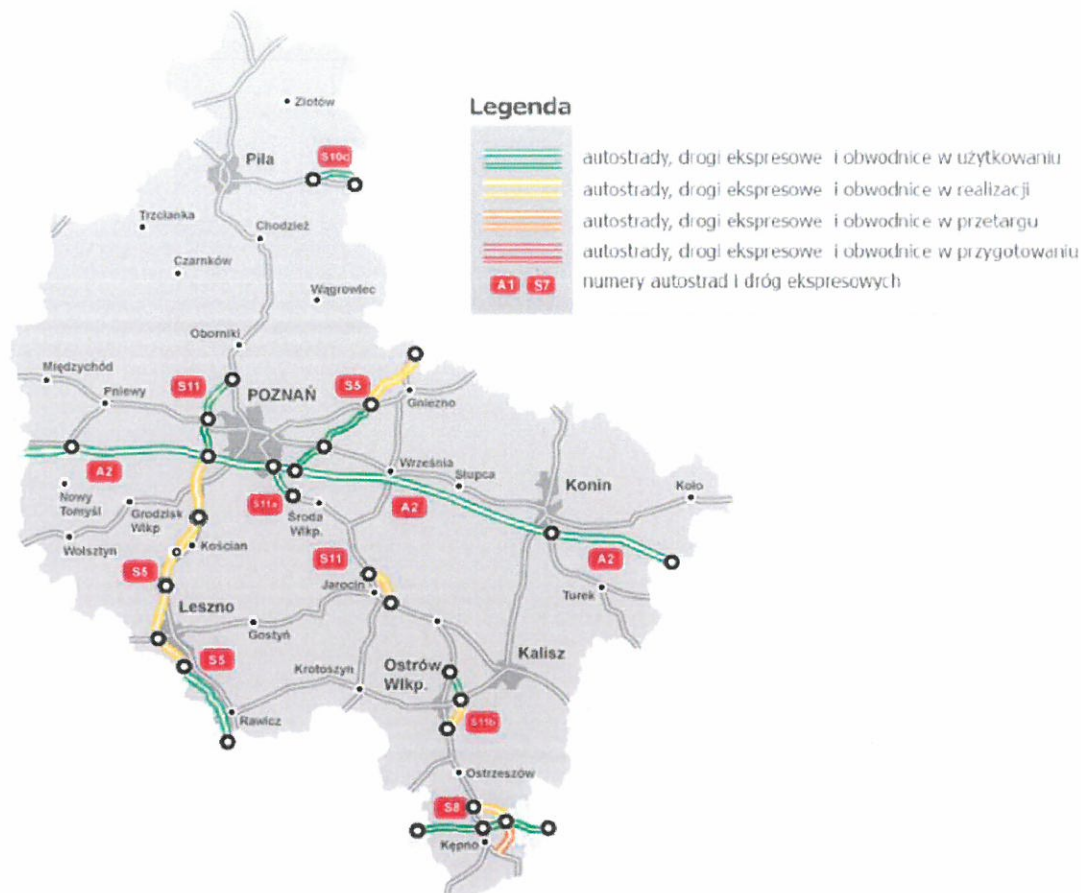 Legenda
autostrady, drogi ekspresowe i obwodnice w użytkowaniu
autostrady, drogi ekspresowe i obwodnice w realizacji
autostrady, drogi ekspresowe i obwodnice w przetargu
autostrady, drogi ekspresowe i obwodnice w przygotowaniu
A1 S7 numery autostrad i dróg ekspresowych
Złotów
Piła
S10c
Trzcianka
Chodzież
Czarnków
Wągrowiec
Oborniki
Międzychód
S11
POZNAŃ
S5
Pniewy
Gniezno
Września
A2
Słupca
Konin
Koło
Nowy
Tomyśl
Grodzisk
Wlkp
S11a
Środa
Wlkp.
A2
Wolsztyn
Kościan
S11
A2
S5
Jarocin
Turek
Leszno
Gostyń
Kalisz
S5
Krotoszyn
Ostrów
Wlkp.
Rawicz
S11b
Ostrzeszów
S8
Kępno